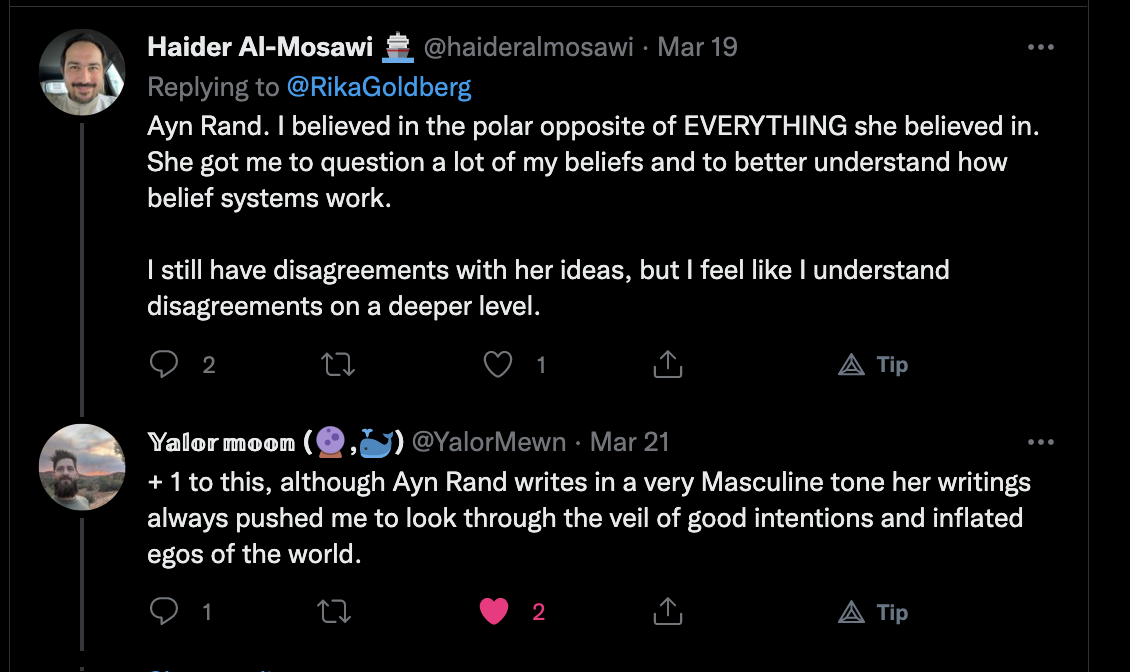 Haider Al-Mosawi 🛳 @haideralmosawi · Mar 19
Replying to @RikaGoldberg
Ayn Rand. I believed in the polar opposite of EVERYTHING she believed in.
She got me to question a lot of my beliefs and to better understand how
belief systems work.
I still have disagreements with her ideas, but I feel like I understand
disagreements on a deeper level.
2 1 Tip
𝕐𝕒𝕝𝕠𝕣 𝕞𝕠𝕠𝕟 (🔮,🐳) @YalorMewn · Mar 21
+ 1 to this, although Ayn Rand writes in a very Masculine tone her writings
always pushed me to look through the veil of good intentions and inflated
egos of the world.
1 2 Tip